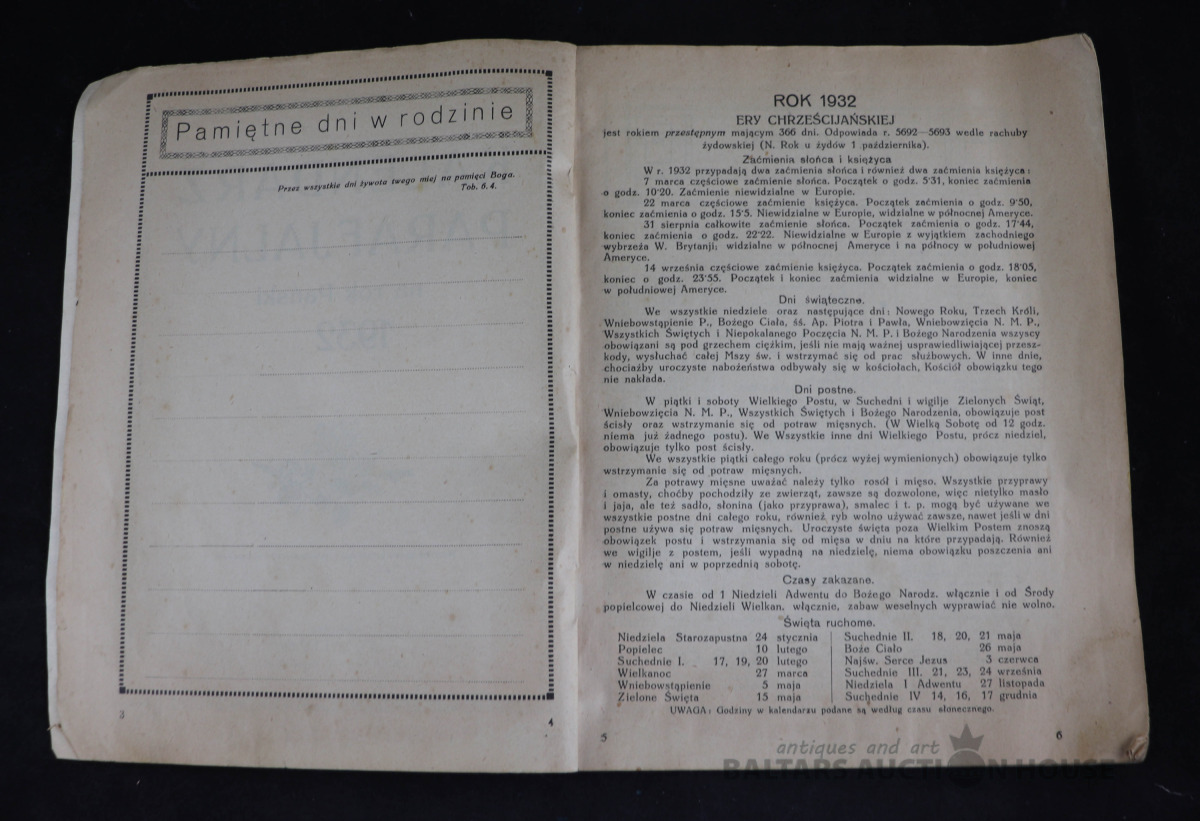 Pamiętne dni w rodzinie
Przez wszystkie dni żywota twego miej na pamięci Boga.
Tob. 6.4.
3
4
ROK 1932
ERY CHRZEŚCIJAŃSKIEJ
jest rokiem przestępnym mającym 366 dni. Odpowiada r. 5692—5693 wedle rachuby
żydowskiej (N. Rok u żydów 1 października).
Zaćmienia słońca i księżyca
W r. 1932 przypadają dwa zaćmienia słońca i również dwa zaćmienia księżyca:
7 marca częściowe zaćmienie słońca. Początek o godz. 5'31, koniec zaćmienia
o godz. 10'20. Zaćmienie niewidzialne w Europie.
22 marca częściowe zaćmienie księżyca. Początek zaćmienia o godz. 9'50,
koniec zaćmienia o godz. 15'5. Niewidzialne w Europie, widzialne w północnej Ameryce.
31 sierpnia całkowite zaćmienie słońca. Początek zaćmienia o godz. 17'44,
koniec zaćmienia o godz. 22'22. Niewidzialne w Europie z wyjątkiem zachodniego
wybrzeża W. Brytanji; widzialne w północnej Ameryce i na północy w południowej
Ameryce.
14 września częściowe zaćmienie księżyca. Początek zaćmienia o godz. 18'05,
koniec o godz. 23'55. Początek i koniec zaćmienia widzialne w Europie, koniec
w południowej Ameryce.
Dni świąteczne.
We wszystkie niedziele oraz następujące dni: Nowego Roku, Trzech Króli,
Wniebowstąpienie P., Bożego Ciała, śś. Ap. Piotra i Pawła, Wniebowzięcia N. M. P.,
Wszystkich Świętych i Niepokalanego Poczęcia N. M. P. i Bożego Narodzenia wszyscy
obowiązani są pod grzechem ciężkim, jeśli nie mają ważnej usprawiedliwiającej przesz-
kody, wysłuchać całej Mszy św. i wstrzymać się od prac służbowych. W inne dnie,
chociażby uroczyste nabożeństwa odbywały się w kościołach, Kościół obowiązku tego
nie nakłada.
Dni postne.
W piątki i soboty Wielkiego Postu, w Suchedni i wigilje Zielonych Świąt,
Wniebowzięcia N. M. P., Wszystkich Świętych i Bożego Narodzenia, obowiązuje post
ścisły oraz wstrzymanie się od potraw mięsnych. (W Wielką Sobotę od 12 godz.
niema już żadnego postu). We Wszystkie inne dni Wielkiego Postu, prócz niedziel,
obowiązuje tylko post ścisły.
We wszystkie piątki całego roku (prócz wyżej wymienionych) obowiązuje tylko
wstrzymanie się od potraw mięsnych.
Za potrawy mięsne uważać należy tylko rosół i mięso. Wszystkie przyprawy
i omasty, choćby pochodziły ze zwierząt, zawsze są dozwolone, więc nietylko masło
i jaja, ale też sadło, słonina (jako przyprawa), smalec i t. p. mogą być używane we
wszystkie postne dni całego roku, również ryb wolno używać zawsze, nawet jeśli w dni
postne używa się potraw mięsnych. Uroczyste święta poza Wielkim Postem znoszą
obowiązek postu i wstrzymania się od mięsa w dniu na które przypadają. Również
we wigilje z postem, jeśli wypadną na niedzielę, niema obowiązku poszczenia ani
w niedzielę ani w poprzednią sobotę.
Czasy zakazane.
W czasie od 1 Niedzieli Adwentu do Bożego Narodz. włącznie i od Środy
popielcowej do Niedzieli Wielkan. włącznie, zabaw weselnych wyprawiać nie wolno.
Święta ruchome.
Niedziela Starozapustna 24 stycznia
Popielec 10 lutego
Suchednie I. 17, 19, 20 lutego
Wielkanoc 27 marca
Wniebowstąpienie 5 maja
Zielone Święta 15 maja
Suchednie II. 18, 20, 21 maja
Boże Ciało 26 maja
Najśw. Serce Jezus 3 czerwca
Suchednie III. 21, 23, 24 września
Niedziela I Adwentu 27 listopada
Suchednie IV 14, 16, 17 grudnia
UWAGA: Godziny w kalendarzu podane są według czasu słonecznego.
5
6
antiques and art
BALTARS AUCTION HOUSE